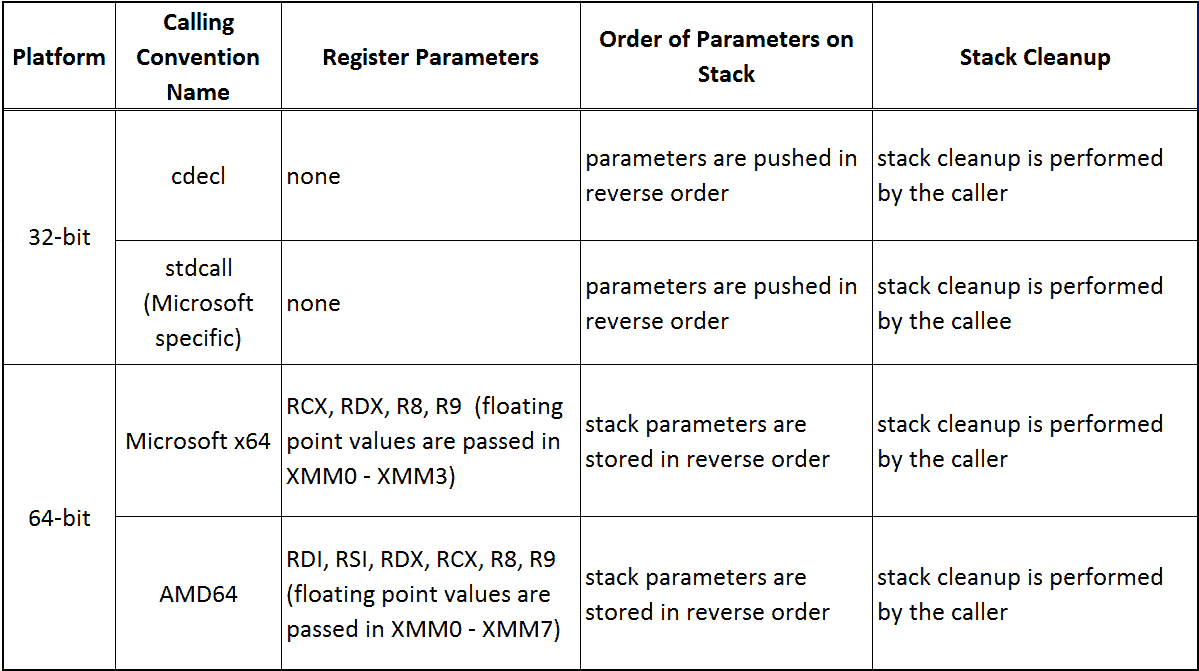 Platform
Calling
Convention
Name
Register Parameters
Order of Parameters on
Stack
Stack Cleanup
32-bit
cdecl
none
parameters are pushed in
reverse order
stack cleanup is performed
by the caller
stdcall
(Microsoft
specific)
none
parameters are pushed in
reverse order
stack cleanup is performed
by the callee
64-bit
Microsoft x64
RCX, RDX, R8, R9  (floating
point values are passed in
XMM0 - XMM3)
stack parameters are
stored in reverse order
stack cleanup is performed
by the caller
AMD64
RDI, RSI, RDX, RCX, R8, R9
(floating point values are
passed in XMM0 - XMM7)
stack parameters are
stored in reverse order
stack cleanup is performed
by the caller